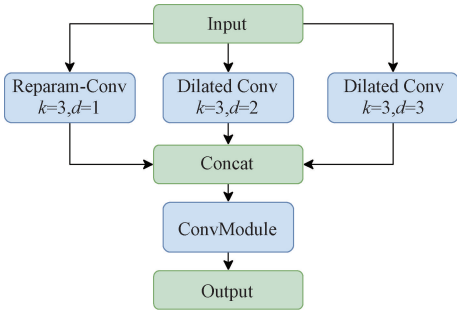 Input
Reparam-Conv
k=3,d=1
Dilated Conv
k=3,d=2
Dilated Conv
k=3,d=3
Concat
ConvModule
Output